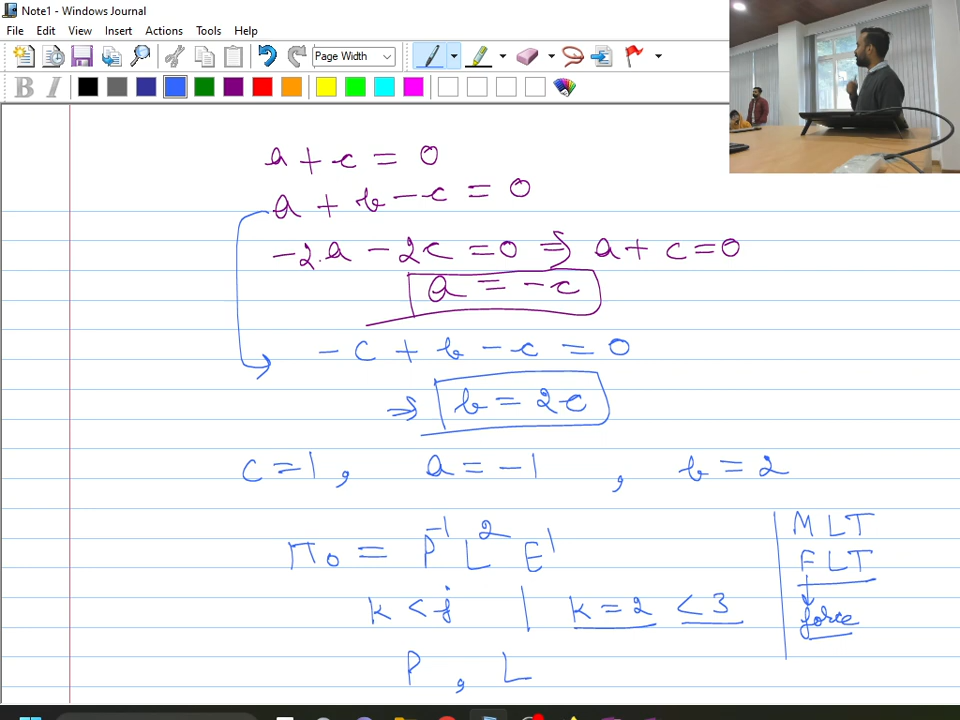 Note1 - Windows Journal
File Edit View Insert Actions Tools Help
Page Width
B I
a + c = 0
a + b - c = 0
-2a - 2c = 0 ⇒ a + c = 0
a = -c
-c + b - c = 0
⇒ b = 2c
c = 1, a = -1, b = 2
Π₀ = P⁻¹ L² E¹
M L T
F L T
k < j | k = 2 < 3
force
P, L